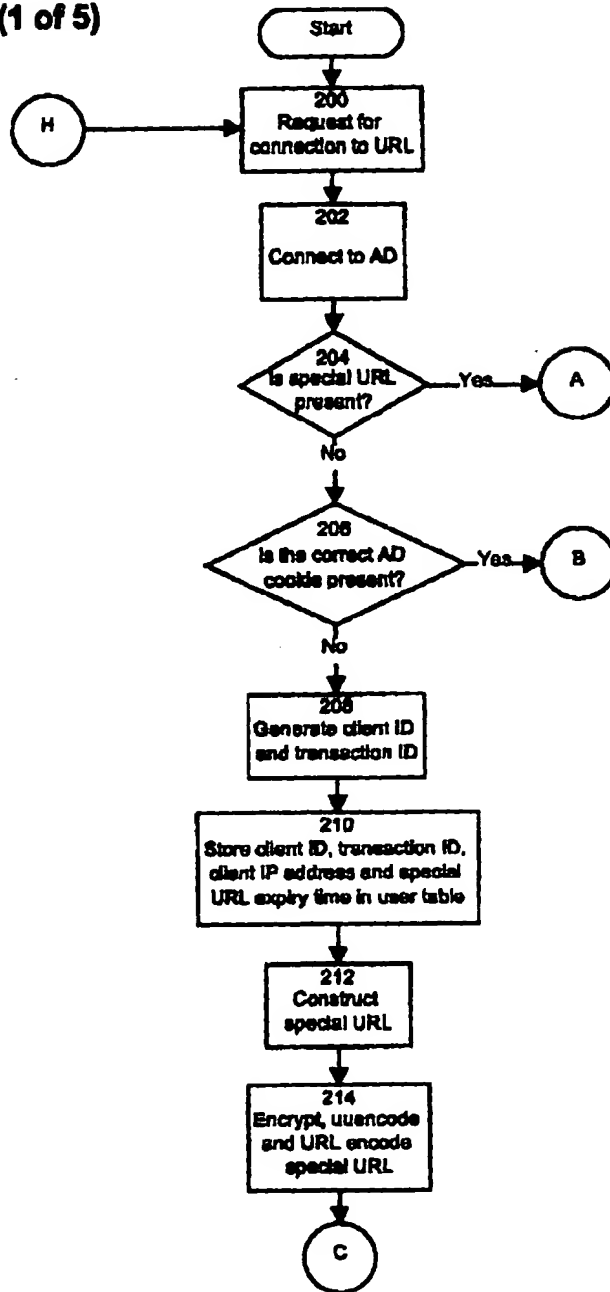 (1 of 5)
Start
H
200
Request for
connection to URL
202
Connect to AD
204
Is special URL
present?
Yes
A
No
206
Is the correct AD
cookie present?
Yes
B
No
208
Generate client ID
and transaction ID
210
Store client ID, transaction ID,
client IP address and special
URL expiry time in user table
212
Construct
special URL
214
Encrypt, uuencode
and URL encode
special URL
C